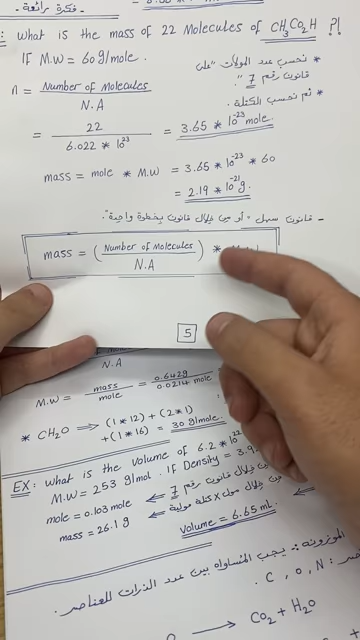 فكرة رائعة.
What is the mass of 22 Molecules of CH3CO2H ?!
IF M.W = 60 g/mole.
* نحسب عدد المولات "على
قانون رقم 7".
n = Number of Molecules / N.A
* ثم نحسب الكتلة.
= 22 / 6.022 * 10^23 = 3.65 * 10^-23 mole.
mass = mole * M.W = 3.65 * 10^-23 * 60
= 2.19 * 10^-21 g.
- قانون سهل، أو من خلال قانون بخطوة واحدة".
mass = (Number of Molecules / N.A) *
5
N.A
M.W = mass / mole = 0.642g / 0.0214 mole
* CH2O ⟹ (1*12) + (2*1)
+ (1*16) = 30 g/mole.
EX: What is the volume of 6.2 * 10^22
M.W = 253 g/mol. IF Density = 3.9
mole = 0.103 mole ⟸ من خلال قانون رقم 7
mass = 26.1 g ⟸ من خلال مول × كتلة مولية
Volume = 6.65 mL.
الموزونة: يجب المساواه بين عدد الذرات للعناصر
C, O, N :
⟶ CO2 + H2O